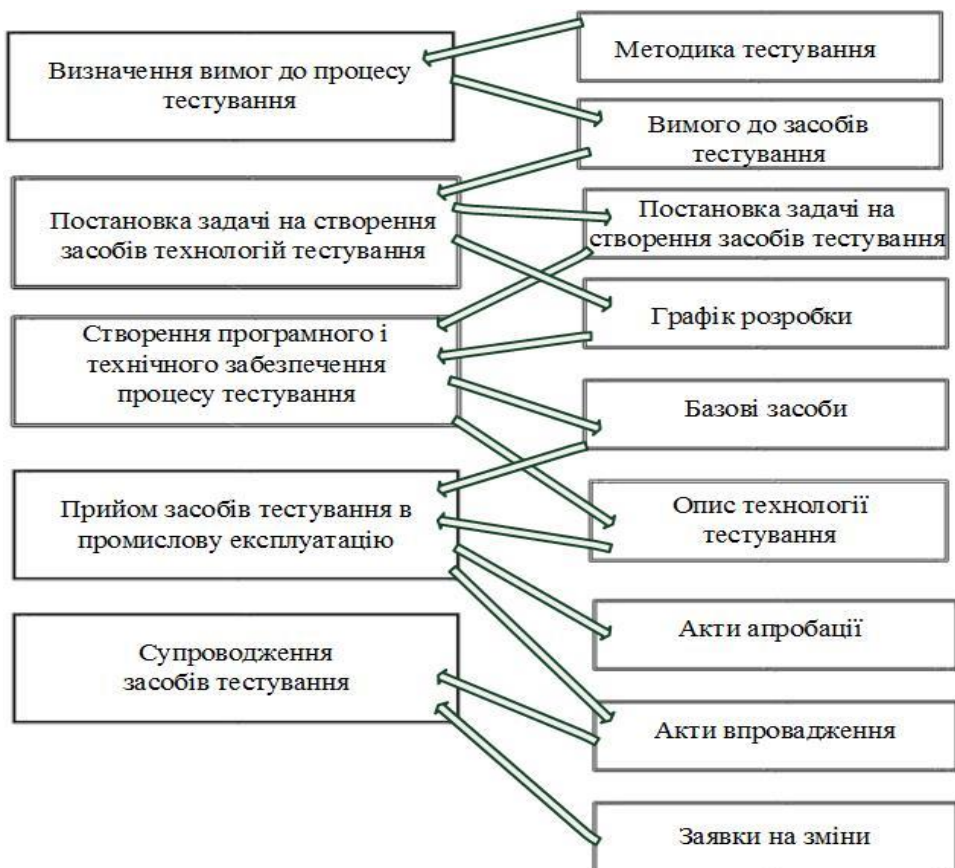 Визначення вимог до процесу
тестування
Постановка задачі на створення
засобів технологій тестування
Створення програмного і
технічного забезпечення
процесу тестування
Прийом засобів тестування в
промислову експлуатацію
Супроводження
засобів тестування
Методика тестування
Вимого до засобів
тестування
Постановка задачі на
створення засобів тестування
Графік розробки
Базові засоби
Опис технології
тестування
Акти апробації
Акти впровадження
Заявки на зміни